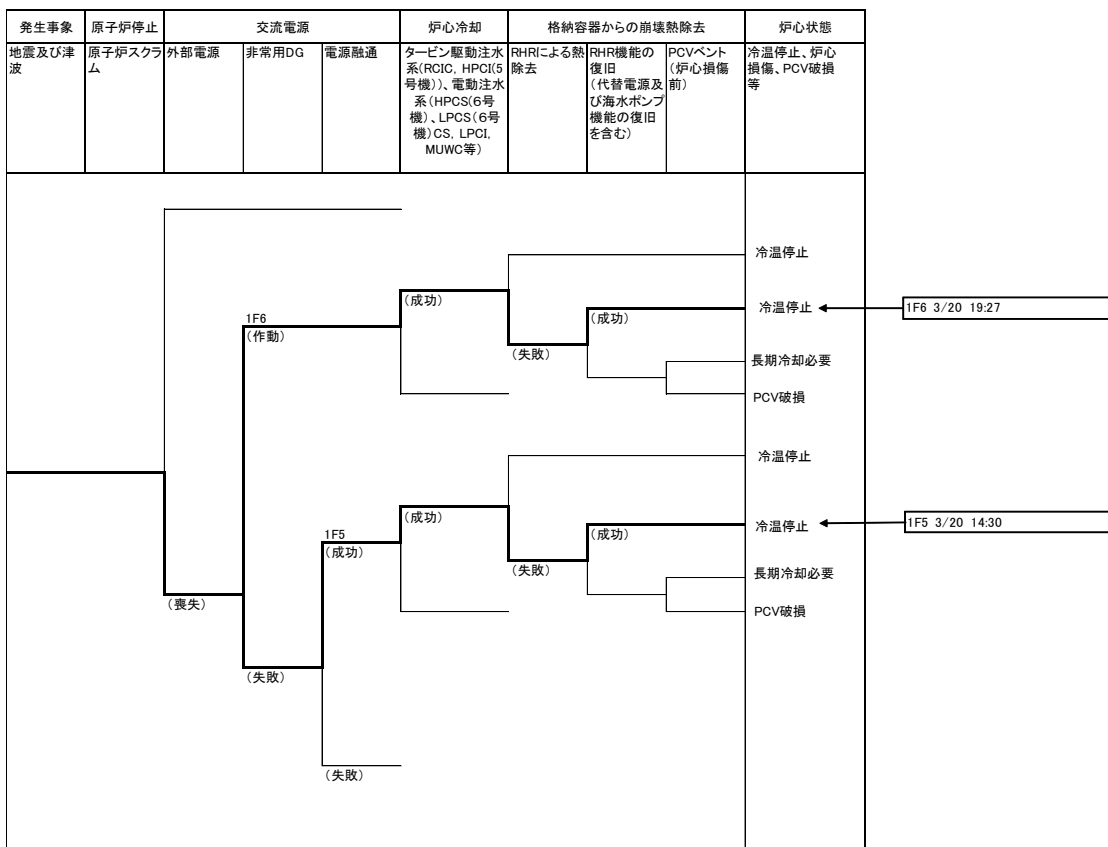 発生事象
原子炉停止
交流電源
炉心冷却
格納容器からの崩壊熱除去
炉心状態
地震及び津
波
原子炉スクラ
ム
外部電源
非常用DG
電源融通
タービン駆動注水
系(RCIC, HPCI(5
号機))、電動注水
系(HPCS(6号
機)、LPCS(6号
機)CS, LPCI,
MUWC等)
RHRによる熱
除去
RHR機能の
復旧
(代替電源及
び海水ポンプ
機能の復旧
を含む)
PCVベント
(炉心損傷
前)
冷温停止、炉心
損傷、PCV破損
等
冷温停止
1F6
(作動)
(成功)
(失敗)
(成功)
冷温停止
1F6 3/20 19:27
長期冷却必要
PCV破損
冷温停止
1F5
(成功)
(成功)
(失敗)
(成功)
冷温停止
1F5 3/20 14:30
長期冷却必要
PCV破損
(喪失)
(失敗)
(失敗)